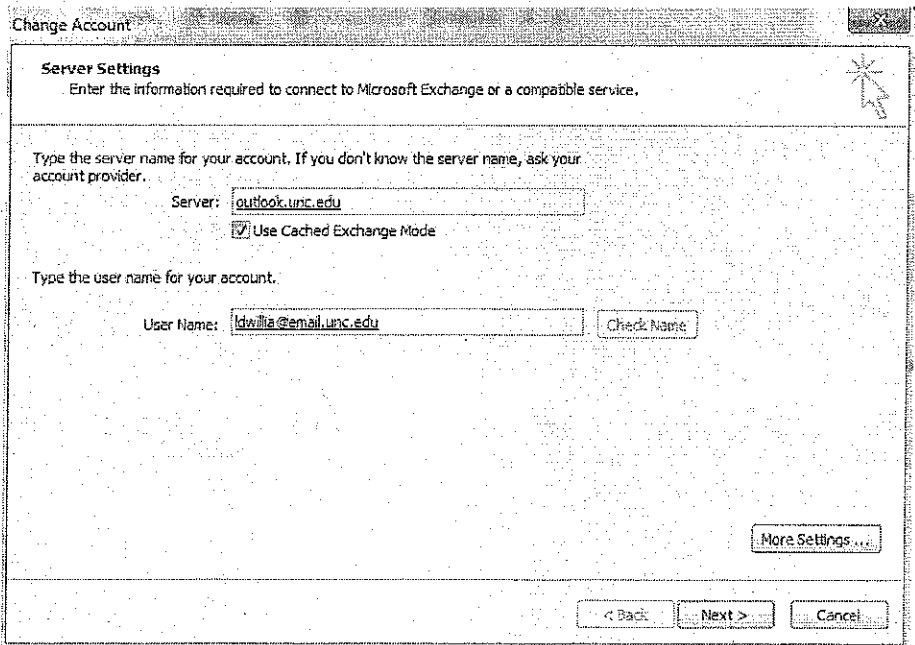 Change Account
Server Settings
Enter the information required to connect to Microsoft Exchange or a compatible service.
Type the server name for your account. If you don't know the server name, ask your
account provider.
Server: outlook.unc.edu
Use Cached Exchange Mode
Type the user name for your account.
User Name: ldwillia@email.unc.edu Check Name
More Settings ...
< Back Next > Cancel